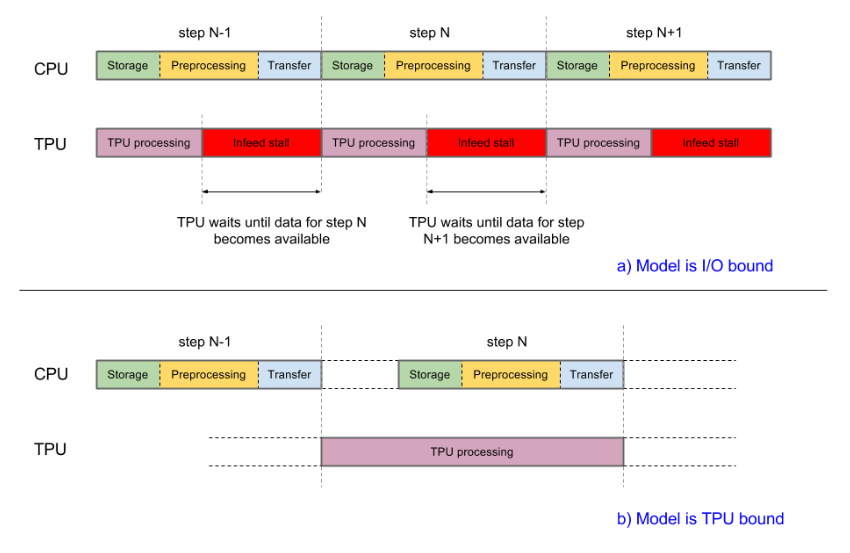 step N-1 step N step N+1
CPU Storage Preprocessing Transfer Storage Preprocessing Transfer Storage Preprocessing Transfer
TPU TPU processing Infeed stall TPU processing Infeed stall TPU processing Infeed stall
TPU waits until data for step N
becomes available
TPU waits until data for step
N+1 becomes available
a) Model is I/O bound
step N-1 step N
CPU Storage Preprocessing Transfer Storage Preprocessing Transfer
TPU TPU processing
b) Model is TPU bound